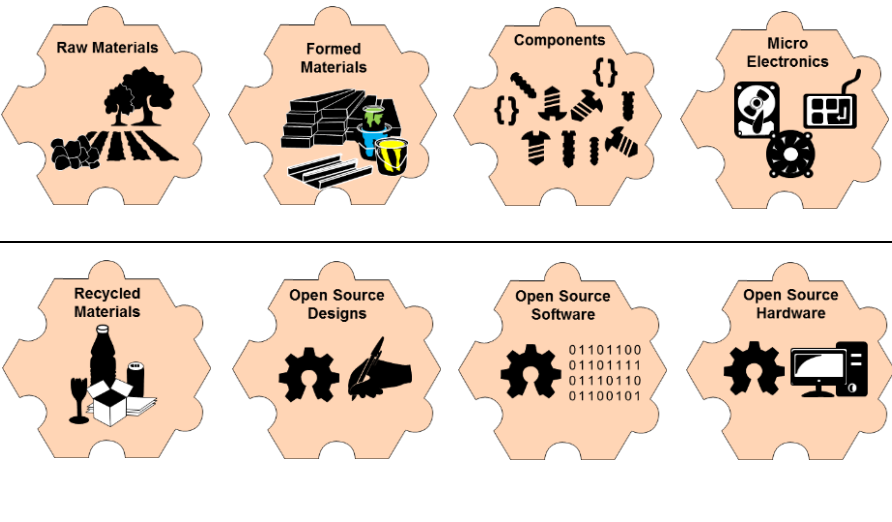 Raw Materials
Formed
Materials
Components
Micro
Electronics
Recycled
Materials
Open Source
Designs
Open Source
Software
01101100
01101111
01110110
01100101
Open Source
Hardware